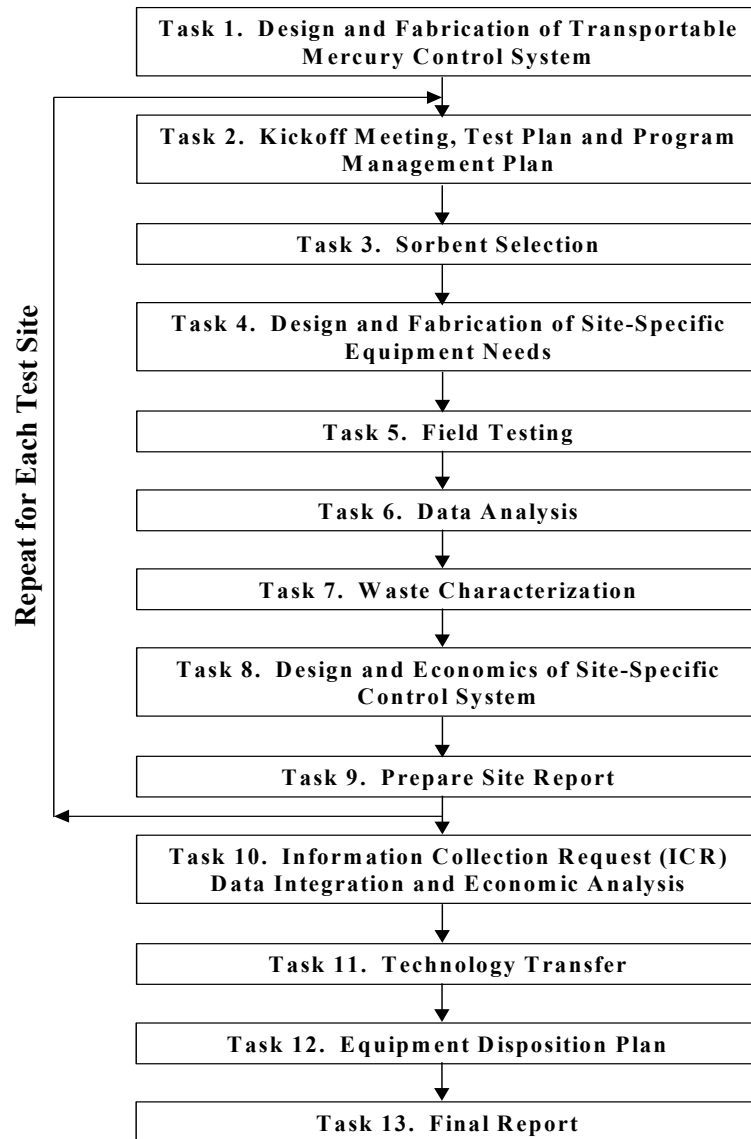 Task 1. Design and Fabrication of Transportable
Mercury Control System
Task 2. Kickoff Meeting, Test Plan and Program
Management Plan
Task 3. Sorbent Selection
Task 4. Design and Fabrication of Site-Specific
Equipment Needs
Task 5. Field Testing
Task 6. Data Analysis
Task 7. Waste Characterization
Task 8. Design and Economics of Site-Specific
Control System
Task 9. Prepare Site Report
Task 10. Information Collection Request (ICR)
Data Integration and Economic Analysis
Task 11. Technology Transfer
Task 12. Equipment Disposition Plan
Task 13. Final Report
Repeat for Each Test Site